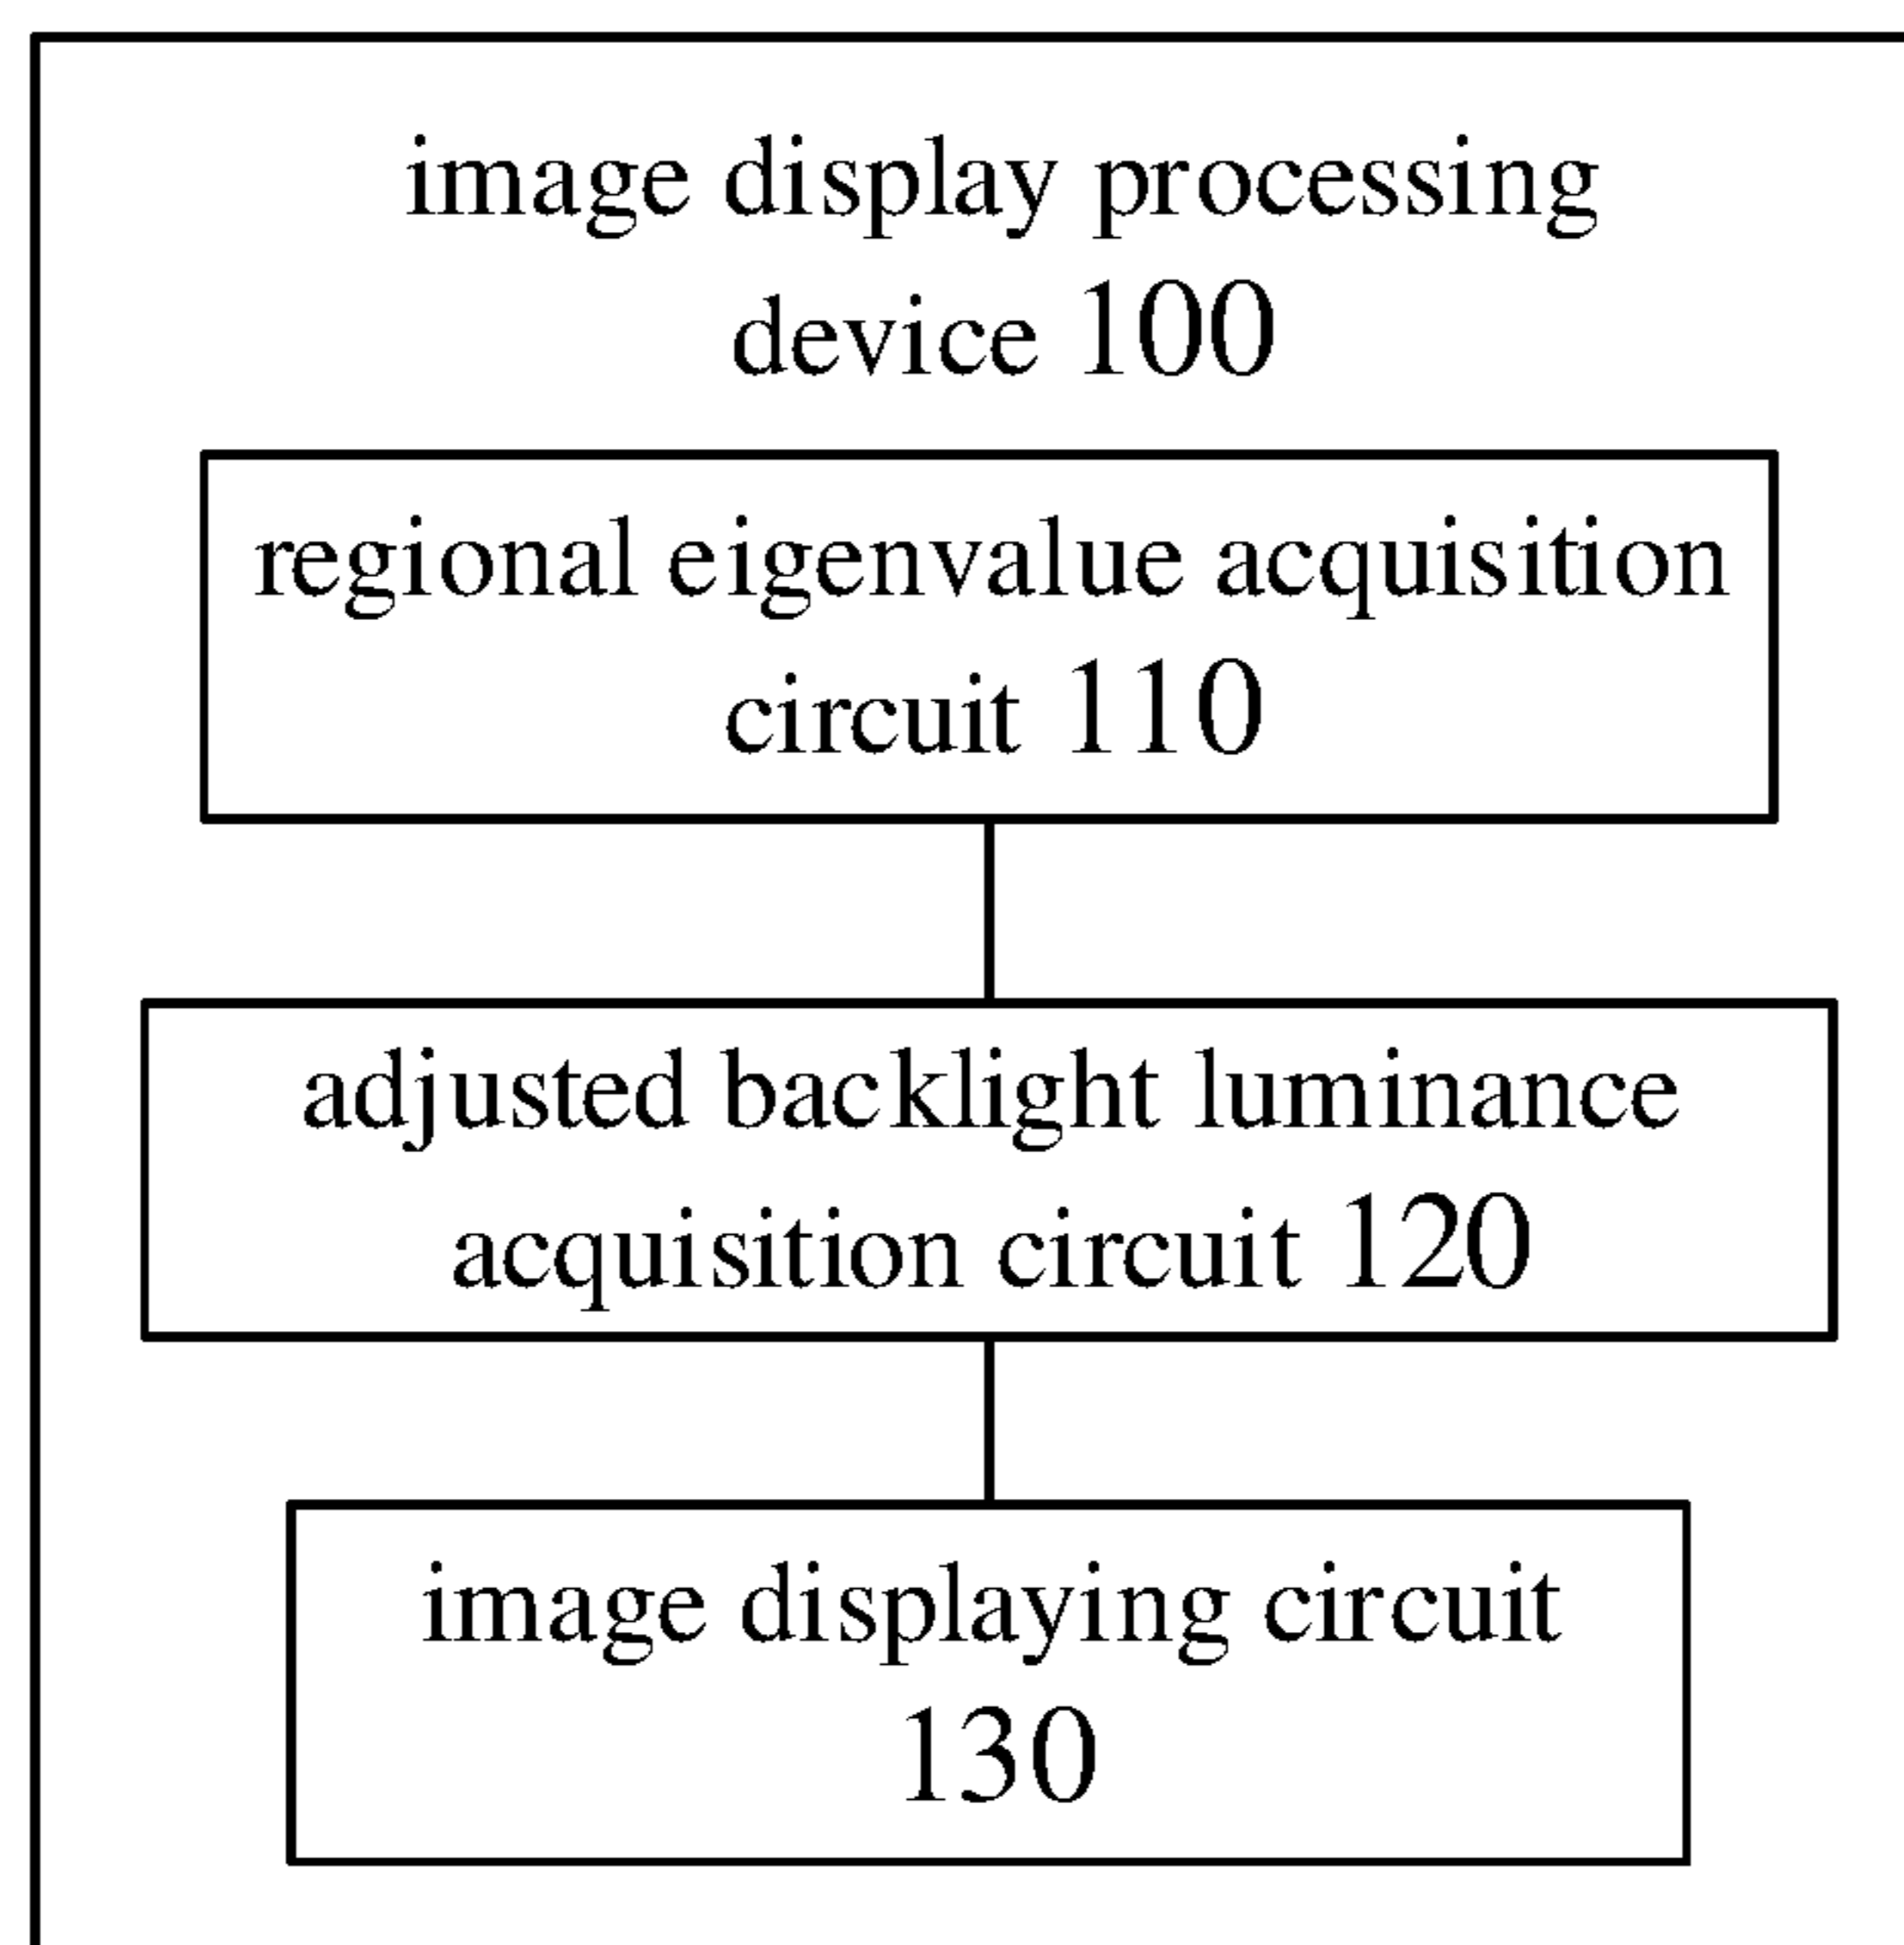 image display processing
device 100
regional eigenvalue acquisition
circuit 110
adjusted backlight luminance
acquisition circuit 120
image displaying circuit
130